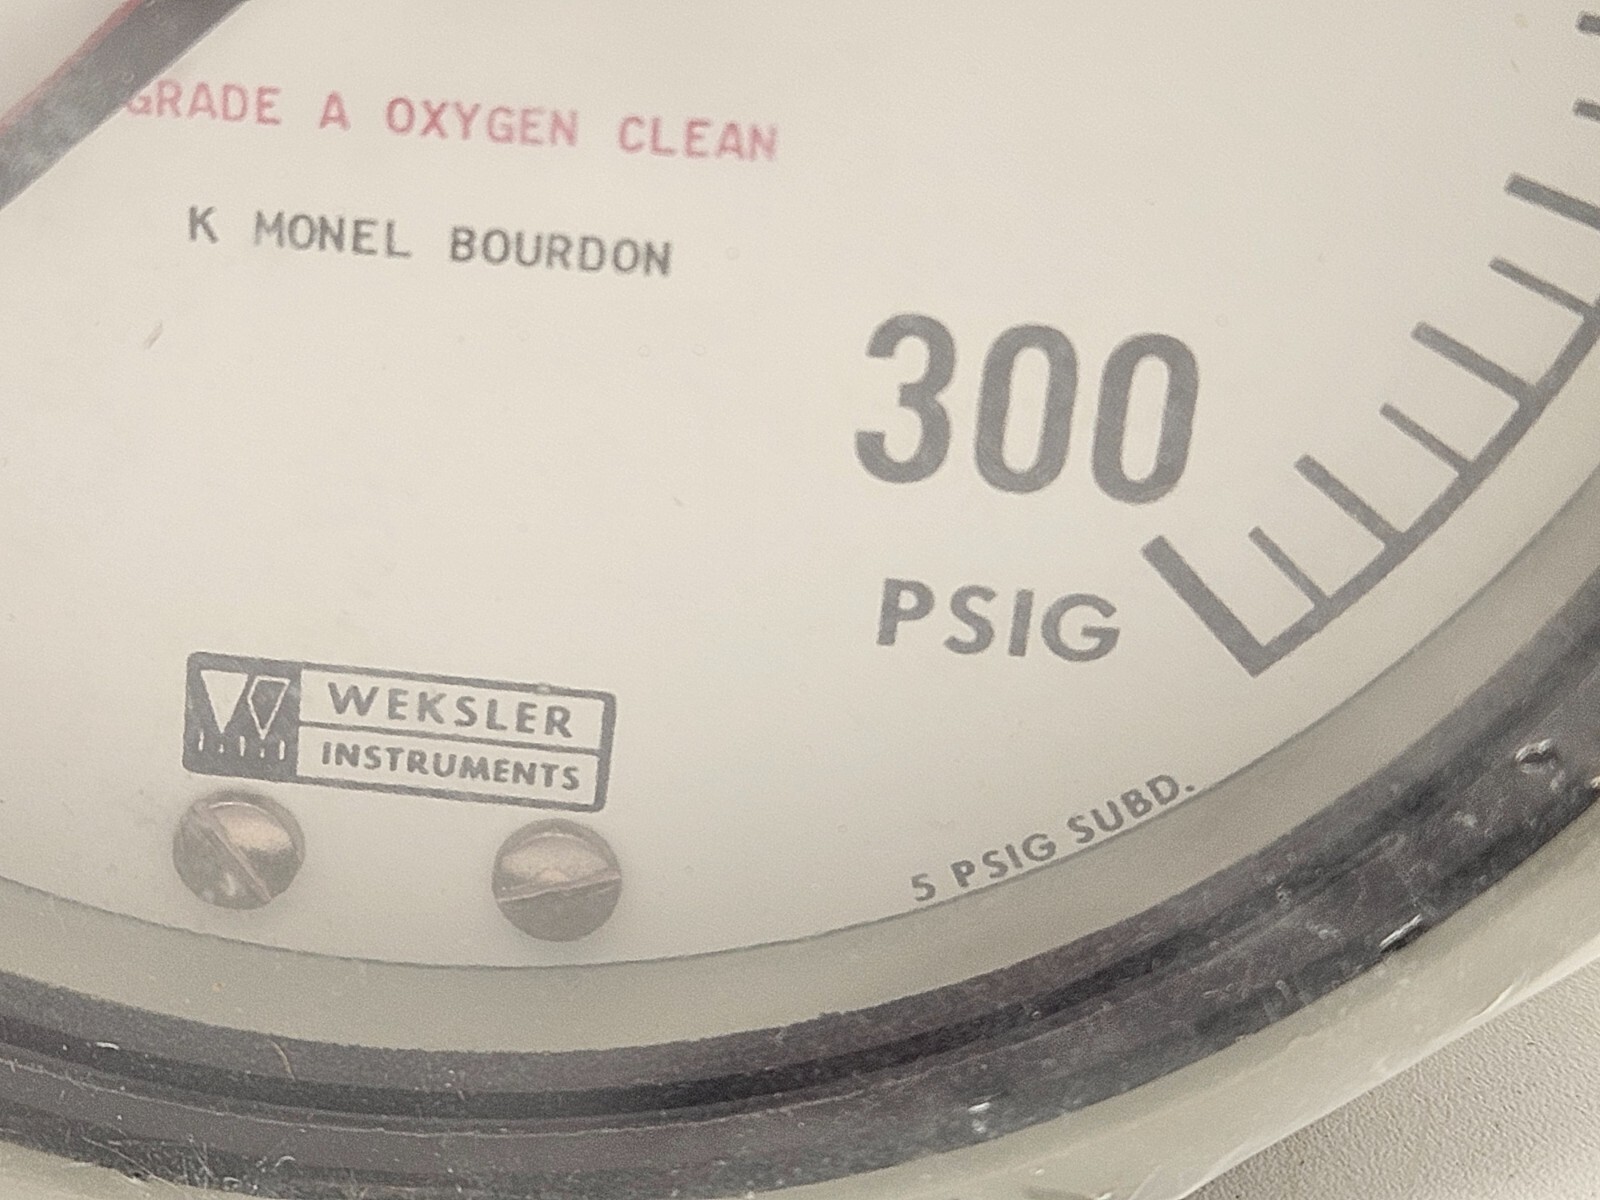 GRADE A OXYGEN CLEAN
K MONEL BOURDON
300
PSIG
WEKSLER
INSTRUMENTS
5 PSIG SUBD.